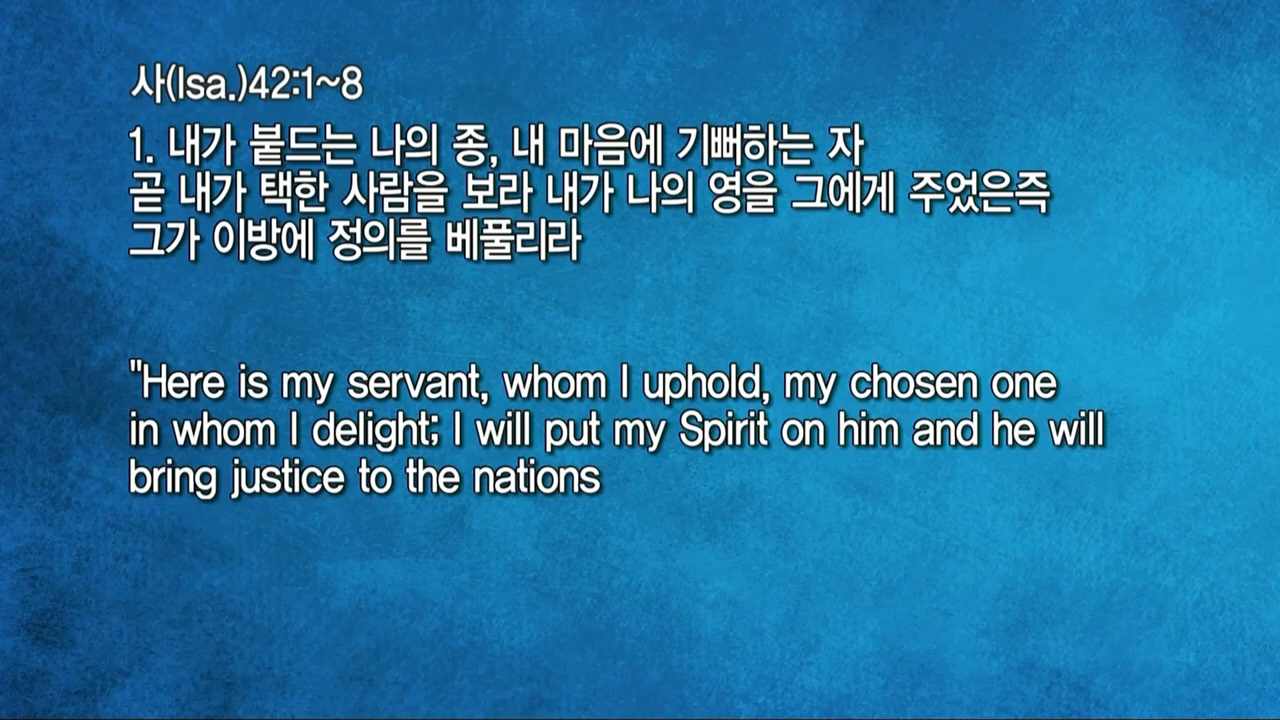 사(Isa.)42:1~8
1. 내가 붙드는 나의 종, 내 마음에 기뻐하는 자
곧 내가 택한 사람을 보라 내가 나의 영을 그에게 주었은즉
그가 이방에 정의를 베풀리라
"Here is my servant, whom I uphold, my chosen one
in whom I delight; I will put my Spirit on him and he will
bring justice to the nations